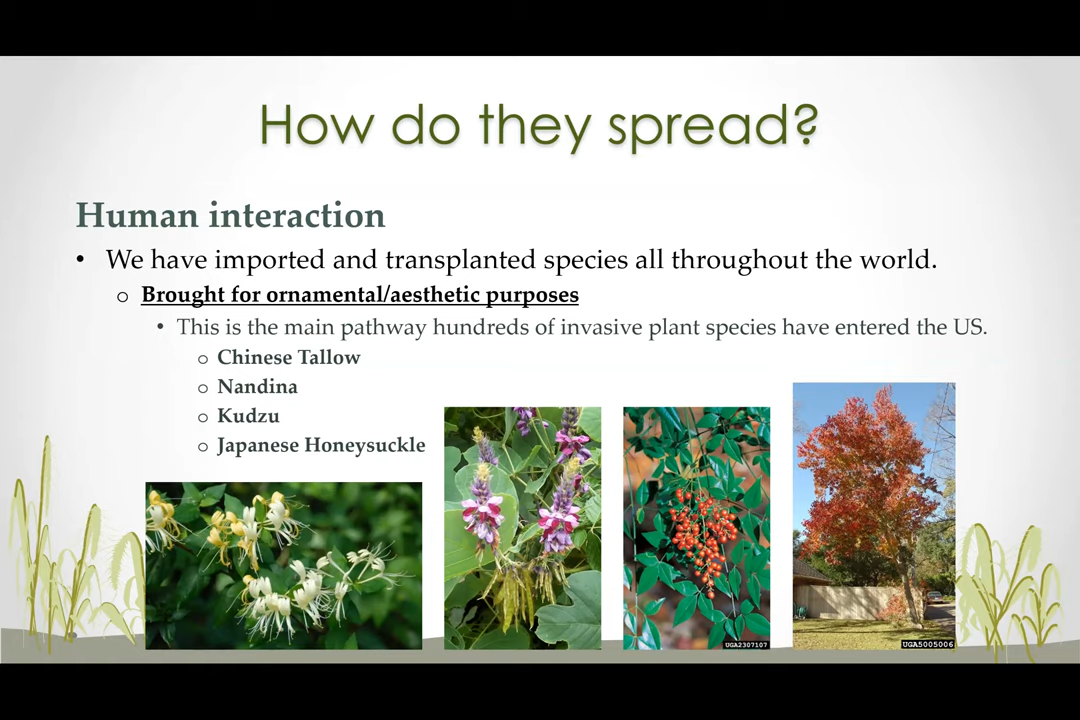 How do they spread?
Human interaction
• We have imported and transplanted species all throughout the world.
o Brought for ornamental/aesthetic purposes
• This is the main pathway hundreds of invasive plant species have entered the US.
o Chinese Tallow
o Nandina
o Kudzu
o Japanese Honeysuckle
UGA2307107
UGA5005006